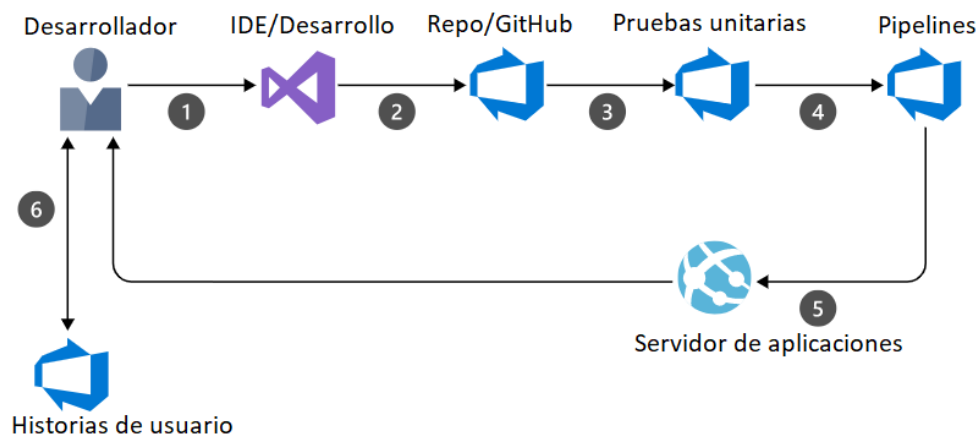 Desarrollador
IDE/Desarrollo
Repo/GitHub
Pruebas unitarias
Pipelines
1
2
3
4
6
5
Servidor de aplicaciones
Historias de usuario